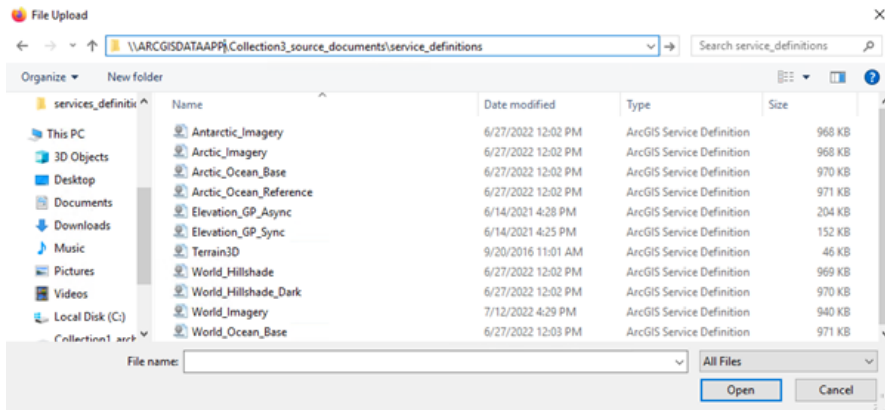 File Upload
\\ARCGISDATAAPP\Collection3_source_documents\service_definitions
Search service_definitions
Organize
New folder
services_definitic
This PC
3D Objects
Desktop
Documents
Downloads
Music
Pictures
Videos
Local Disk (C:)
Collection1_arch
Name Date modified Type Size
Antarctic_Imagery 6/27/2022 12:02 PM ArcGIS Service Definition 968 KB
Arctic_Imagery 6/27/2022 12:02 PM ArcGIS Service Definition 968 KB
Arctic_Ocean_Base 6/27/2022 12:02 PM ArcGIS Service Definition 970 KB
Arctic_Ocean_Reference 6/27/2022 12:02 PM ArcGIS Service Definition 971 KB
Elevation_GP_Async 6/14/2021 4:28 PM ArcGIS Service Definition 204 KB
Elevation_GP_Sync 6/14/2021 4:25 PM ArcGIS Service Definition 152 KB
Terrain3D 9/20/2016 11:01 AM ArcGIS Service Definition 46 KB
World_Hillshade 6/27/2022 12:02 PM ArcGIS Service Definition 969 KB
World_Hillshade_Dark 6/27/2022 12:02 PM ArcGIS Service Definition 970 KB
World_Imagery 7/12/2022 4:29 PM ArcGIS Service Definition 940 KB
World_Ocean_Base 6/27/2022 12:03 PM ArcGIS Service Definition 971 KB
File name:
All Files
Open
Cancel